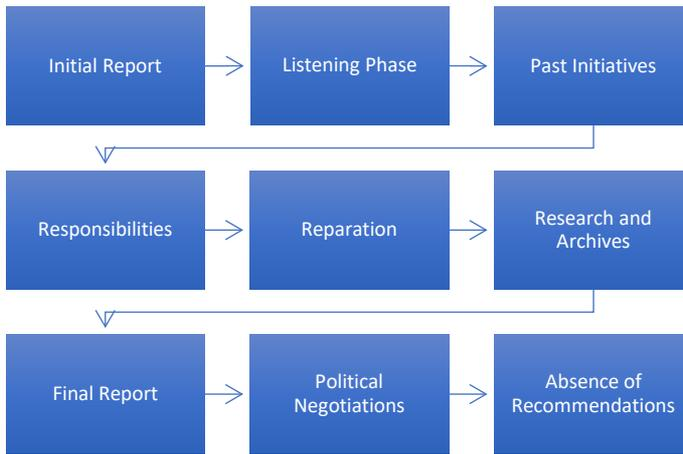 Initial Report
Listening Phase
Past Initiatives
Responsibilities
Reparation
Research and
Archives
Final Report
Political
Negotiations
Absence of
Recommendations